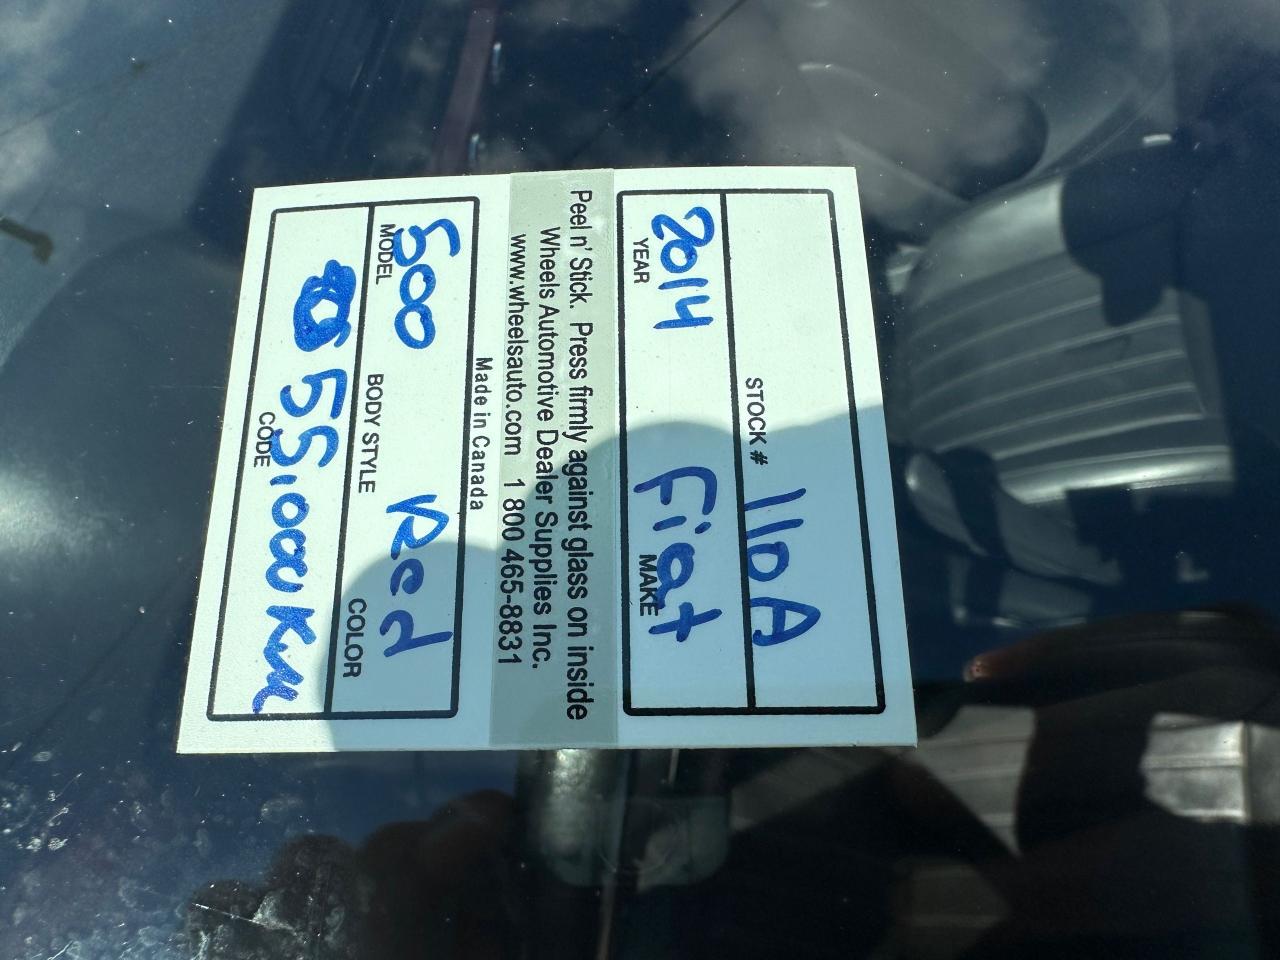 110A
STOCK #
2014 Fiat
YEAR MAKE
Peel n' Stick. Press firmly against glass on inside
Wheels Automotive Dealer Supplies Inc.
www.wheelsauto.com 1 800 465-8831
Made in Canada
500 Red
MODEL BODY STYLE COLOR
55,000 Km
CODE